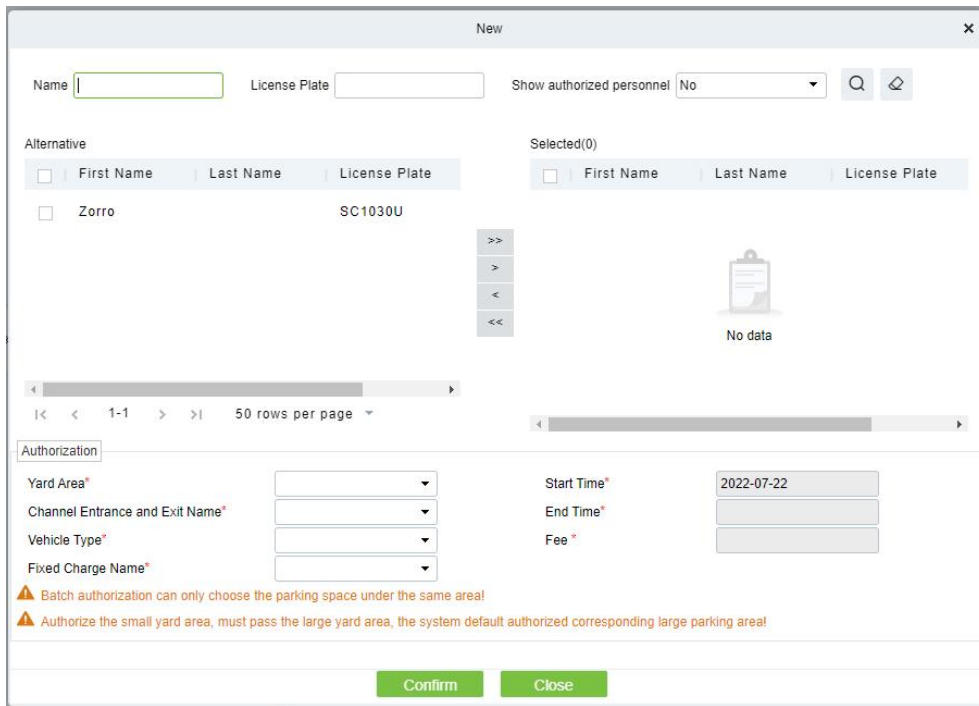 New ×
Name License Plate Show authorized personnel No
Alternative Selected(0)
First Name Last Name License Plate First Name Last Name License Plate
Zorro SC1030U
>>
>
<
<<
No data
1-1 50 rows per page
Authorization
Yard Area* Start Time* 2022-07-22
Channel Entrance and Exit Name* End Time*
Vehicle Type* Fee *
Fixed Charge Name*
Batch authorization can only choose the parking space under the same area!
Authorize the small yard area, must pass the large yard area, the system default authorized corresponding large parking area!
Confirm Close